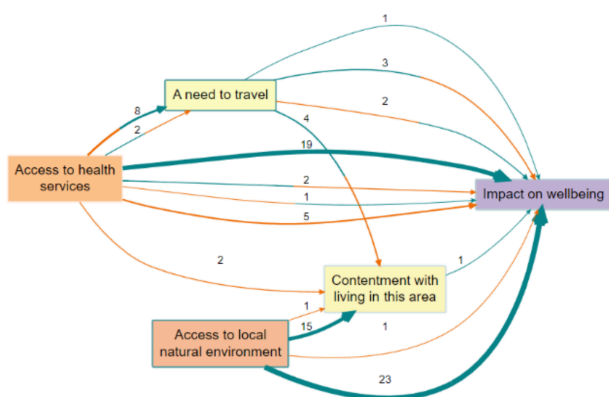 1
3
A need to travel
2
4
8
2
19
Access to health
services
2
Impact on wellbeing
1
5
2
1
Contentment with
living in this area
1
15
1
Access to local
natural environment
23